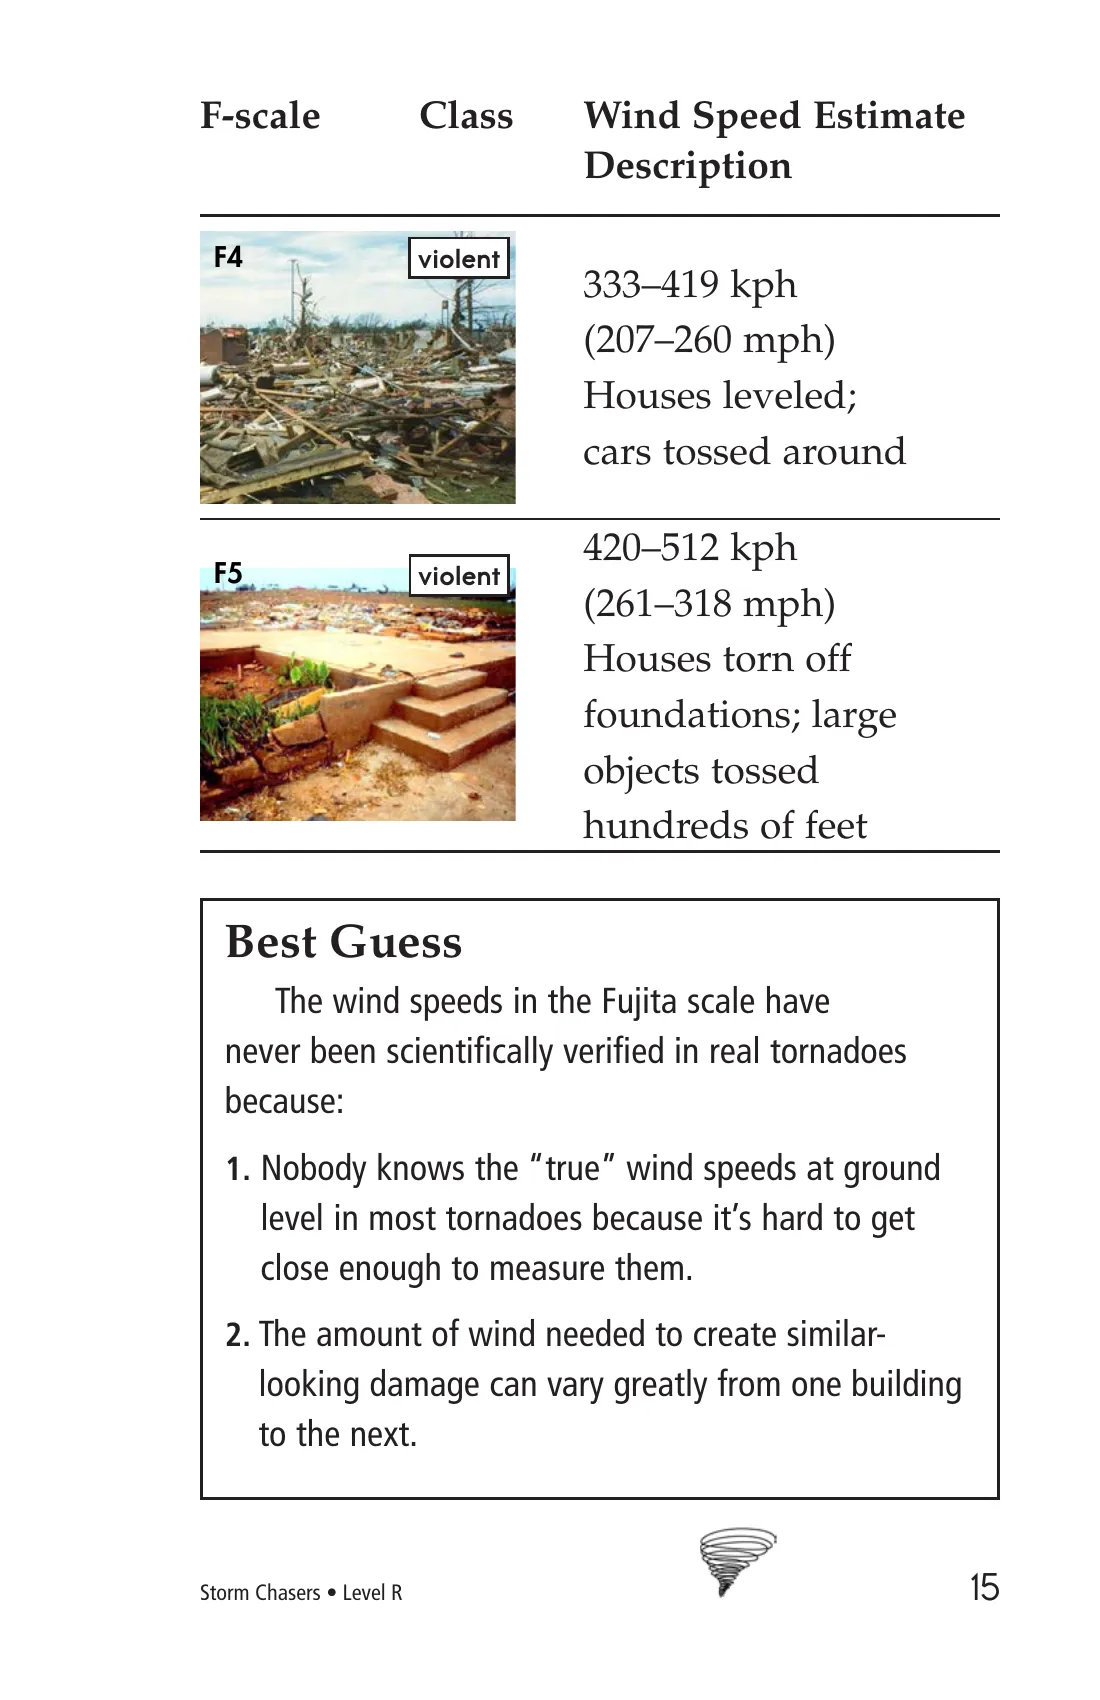 F-scale Class Wind Speed Estimate
Description
F4 violent
333–419 kph
(207–260 mph)
Houses leveled;
cars tossed around
F5 violent
420–512 kph
(261–318 mph)
Houses torn off
foundations; large
objects tossed
hundreds of feet
Best Guess
The wind speeds in the Fujita scale have
never been scientifically verified in real tornadoes
because:
1. Nobody knows the “true” wind speeds at ground
level in most tornadoes because it’s hard to get
close enough to measure them.
2. The amount of wind needed to create similar-
looking damage can vary greatly from one building
to the next.
Storm Chasers • Level R 15